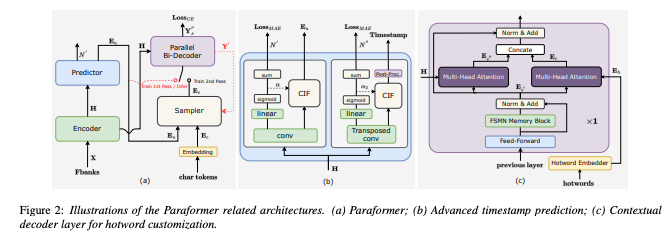 Loss_CE
Y'_s
N'
E_a
Parallel
Bi-Decoder
Y'
Predictor
Train 1st Pass / Infer
Train 2nd Pass
E_s
H
H
Sampler
Encoder
E_a
E_c
X
Embedding
Fbanks
char tokens
(a)
Loss_MAE
E_a
Loss_MAE
Timestamp
N'
N'
sum
sum
Post-Proc.
α
CIF
α_2
CIF
sigmoid
sigmoid
linear
linear
conv
Transposed
conv
H
(b)
Norm & Add
Concate
H
Multi-Head Attention
Multi-Head Attention
E_h
Norm & Add
FSMN Memory Block
×1
Feed-Forward
previous layer
Hotword Embedder
(c)
hotwords
Figure 2: Illustrations of the Paraformer related architectures. (a) Paraformer; (b) Advanced timestamp prediction; (c) Contextual
decoder layer for hotword customization.